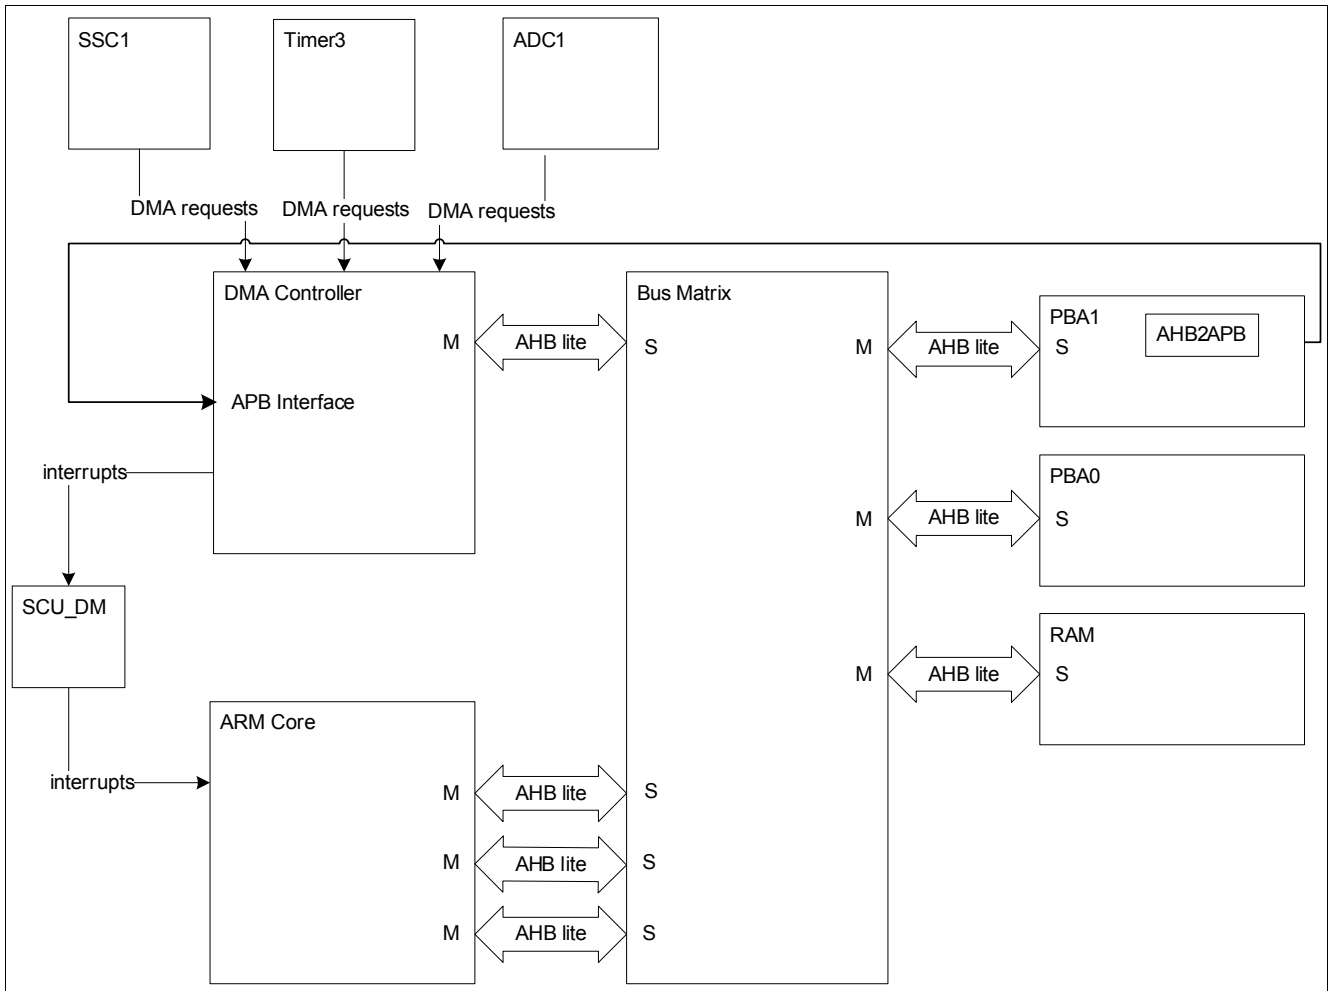 SSC1
Timer3
ADC1
DMA requests
DMA requests
DMA requests
DMA Controller
Bus Matrix
PBA1
AHB2APB
M
AHB lite
S
M
AHB lite
S
APB Interface
interrupts
PBA0
M
AHB lite
S
SCU_DM
RAM
M
AHB lite
S
ARM Core
interrupts
M
AHB lite
S
M
AHB lite
S
M
AHB lite
S